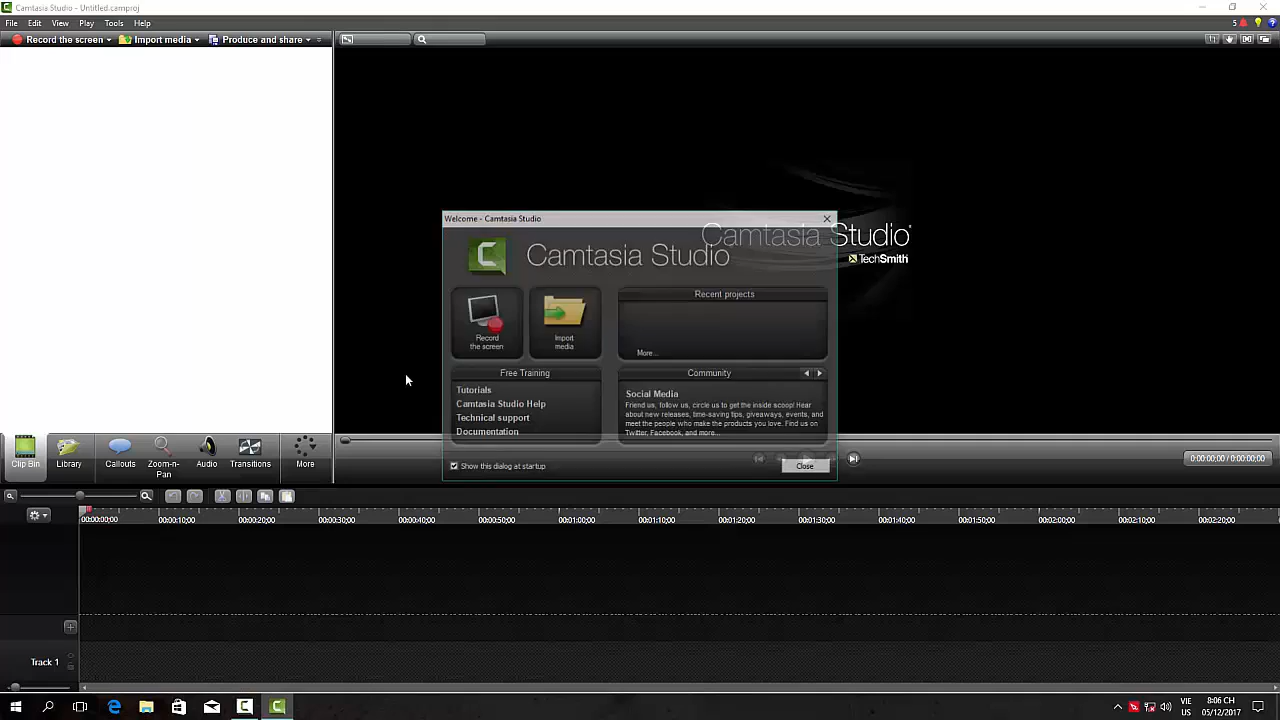 Camtasia Studio - Untitled.camproj
File Edit View Play Tools Help
5
Record the screen Import media Produce and share
Welcome - Camtasia Studio
Camtasia Studio
Camtasia Studio
TechSmith
Record the screen
Import media
Recent projects
More...
Free Training
Tutorials
Camtasia Studio Help
Technical support
Documentation
Community
Social Media
Friend us, follow us, circle us to get the inside scoop! Hear
about new releases, time-saving tips, giveaways, events, and
meet the people who make the products you love. Find us on
Twitter, Facebook, and more...
Show this dialog at startup
Close
Clip Bin Library Callouts Zoom-n-Pan Audio Transitions More
0:00:00;00 / 0:00:00;00
00:00:00;00 00:00:10;00 00:00:20;00 00:00:30;00 00:00:40;00 00:00:50;00 00:01:00;00 00:01:10;00 00:01:20;00 00:01:30;00 00:01:40;00 00:01:50;00 00:02:00;00 00:02:10;00 00:02:20;00
Track 1
VIE
US
8:06 CH
05/12/2017